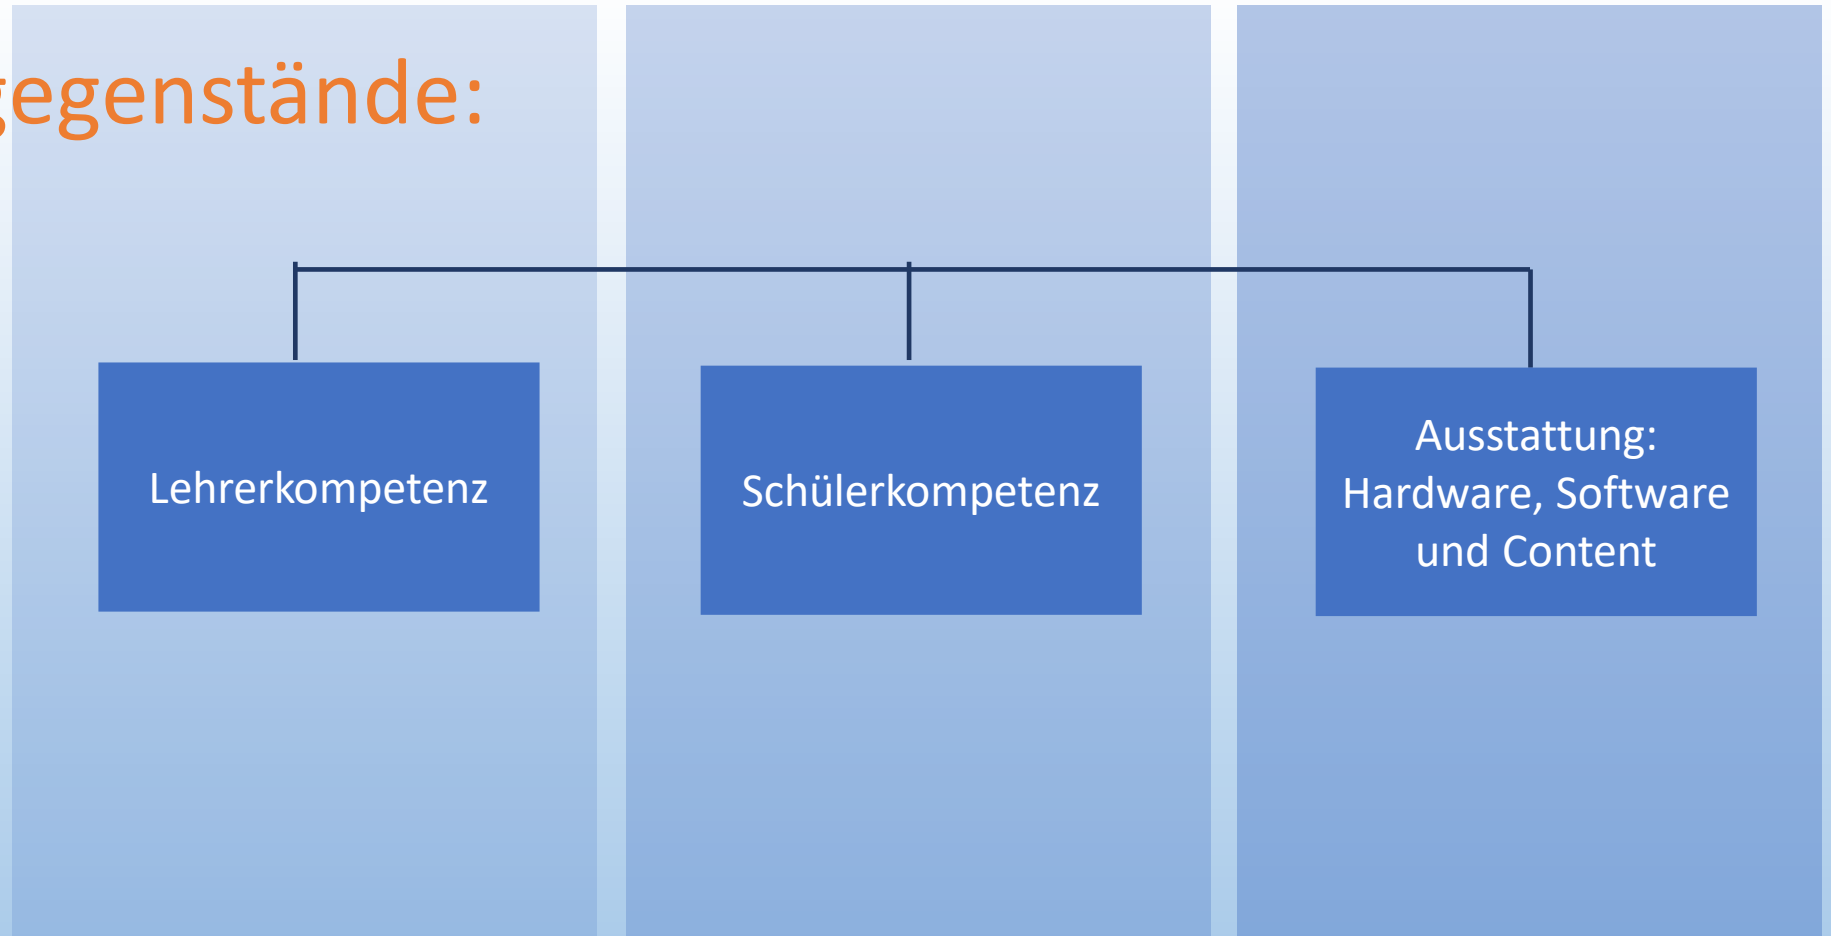 gegenstände:
Lehrerkompetenz
Schülerkompetenz
Ausstattung:
Hardware, Software
und Content